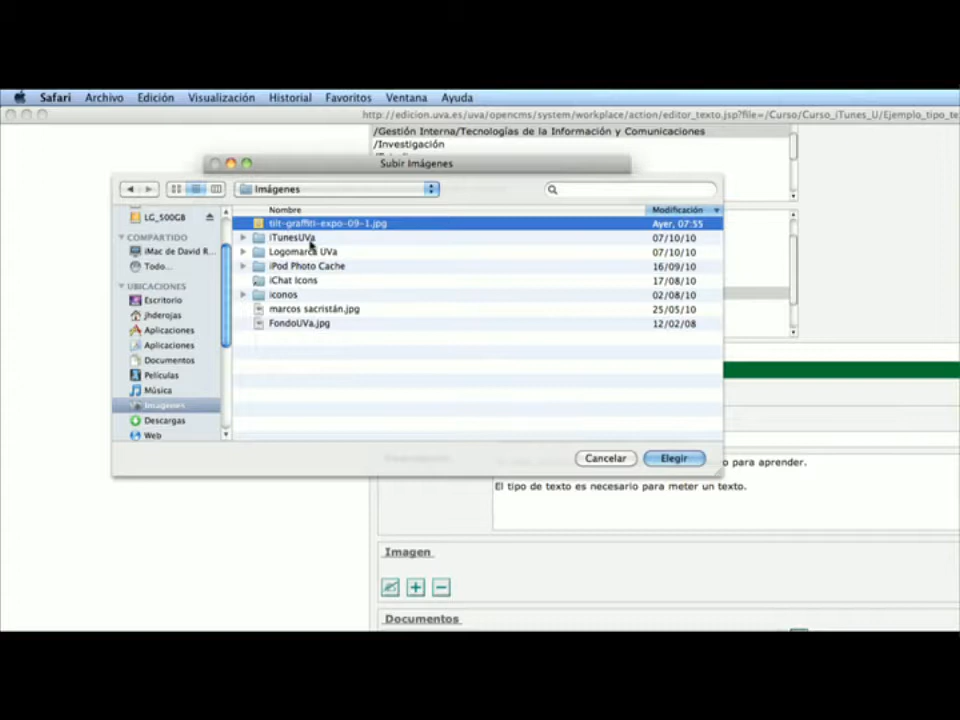 Safari Archivo Edición Visualización Historial Favoritos Ventana Ayuda
http://edicion.uva.es/uva/opencms/system/workplace/action/editor_texto.jsp?file=/Curso/Curso_iTunes_U/Ejemplo_tipo_te
/Gestión Interna/Tecnologías de la Información y Comunicaciones
/Investigación
Subir Imágenes
Imágenes
Nombre Modificación
LG_500GB
tilt-graffiti-expo-09-1.jpg Ayer, 07:55
COMPARTIDO
iTunesUVa 07/10/10
iMac de David R...
Logomarca UVa 07/10/10
Todo...
iPod Photo Cache 16/09/10
iChat Icons 17/08/10
UBICACIONES
iconos 02/08/10
Escritorio
marcos sacristán.jpg 25/05/10
jhderojas
FondoUVa.jpg 12/02/08
Aplicaciones
Aplicaciones
Documentos
Películas
Música
Imágenes
Descargas
Web
Cancelar Elegir
o para aprender.
El tipo de texto es necesario para meter un texto.
Imagen
Documentos